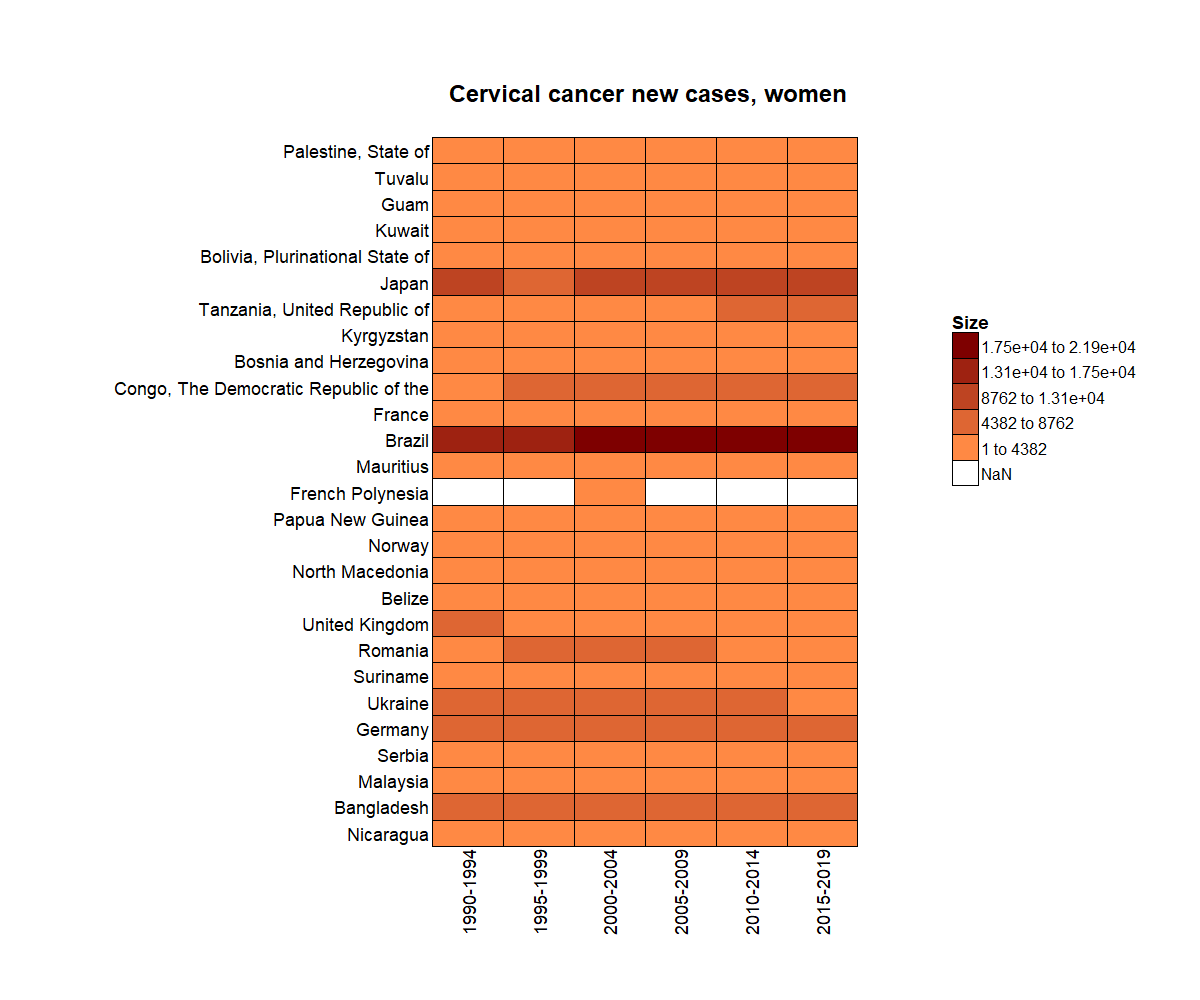 Cervical cancer new cases, women
Palestine, State of
Tuvalu
Guam
Kuwait
Bolivia, Plurinational State of
Japan
Tanzania, United Republic of
Kyrgyzstan
Bosnia and Herzegovina
Congo, The Democratic Republic of the
France
Brazil
Mauritius
French Polynesia
Papua New Guinea
Norway
North Macedonia
Belize
United Kingdom
Romania
Suriname
Ukraine
Germany
Serbia
Malaysia
Bangladesh
Nicaragua
1990-1994
1995-1999
2000-2004
2005-2009
2010-2014
2015-2019
Size
1.75e+04 to 2.19e+04
1.31e+04 to 1.75e+04
8762 to 1.31e+04
4382 to 8762
1 to 4382
NaN